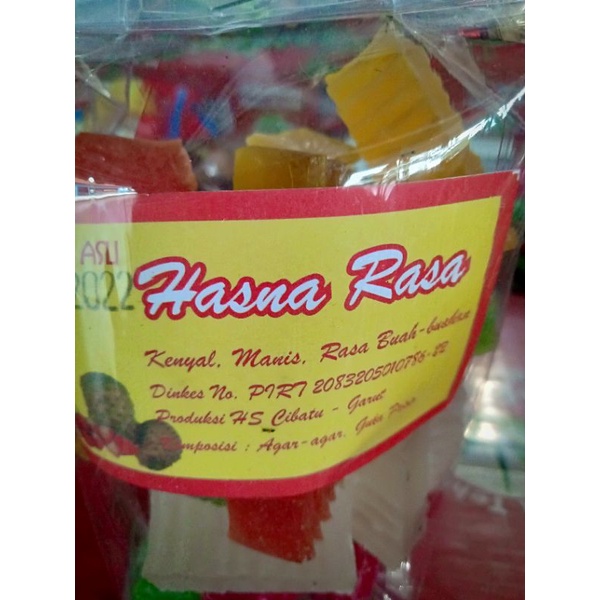 ASLI
2022
Hasna Rasa
Kenyal, Manis, Rasa Buah-buahan
Dinkes No. PIRT 2083205010786-22
Produksi HS Cibatu - Garut
Komposisi : Agar-agar, Gula Pasir